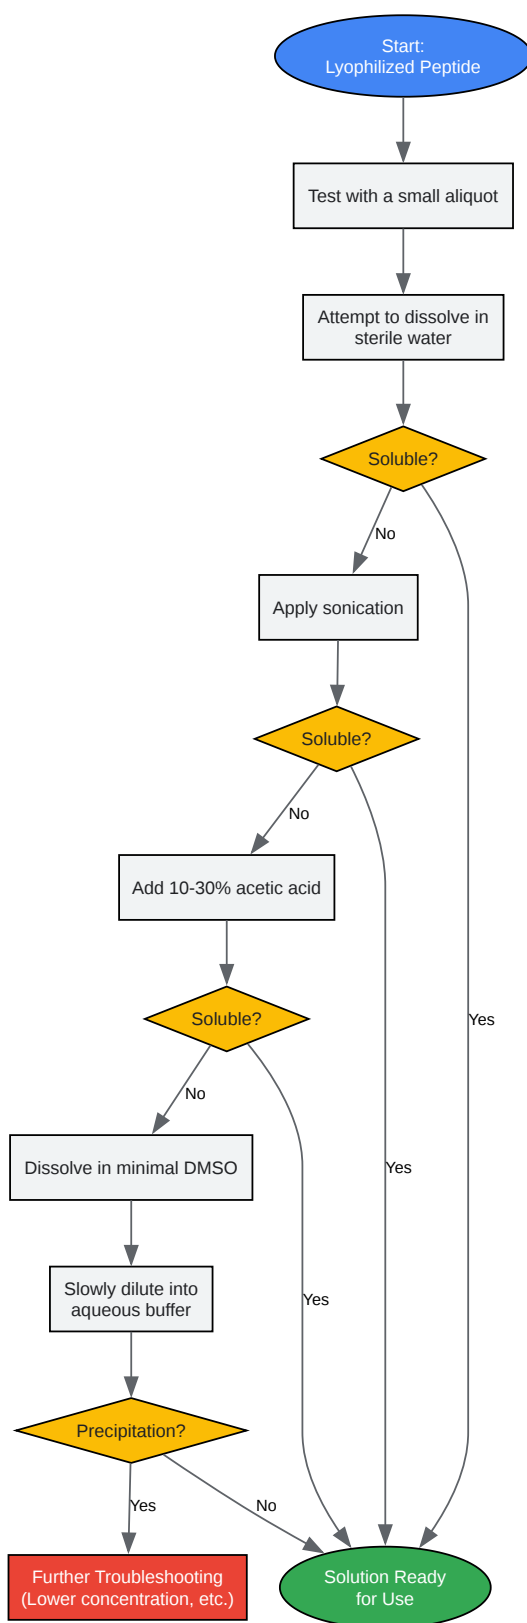 Start:
Lyophilized Peptide
Test with a small aliquot
Attempt to dissolve in
sterile water
Soluble?
No
Apply sonication
Soluble?
No
Add 10-30% acetic acid
Soluble?
Yes
No
Dissolve in minimal DMSO
Yes
Slowly dilute into
aqueous buffer
Yes
Precipitation?
Yes
No
Further Troubleshooting
(Lower concentration, etc.)
Solution Ready
for Use